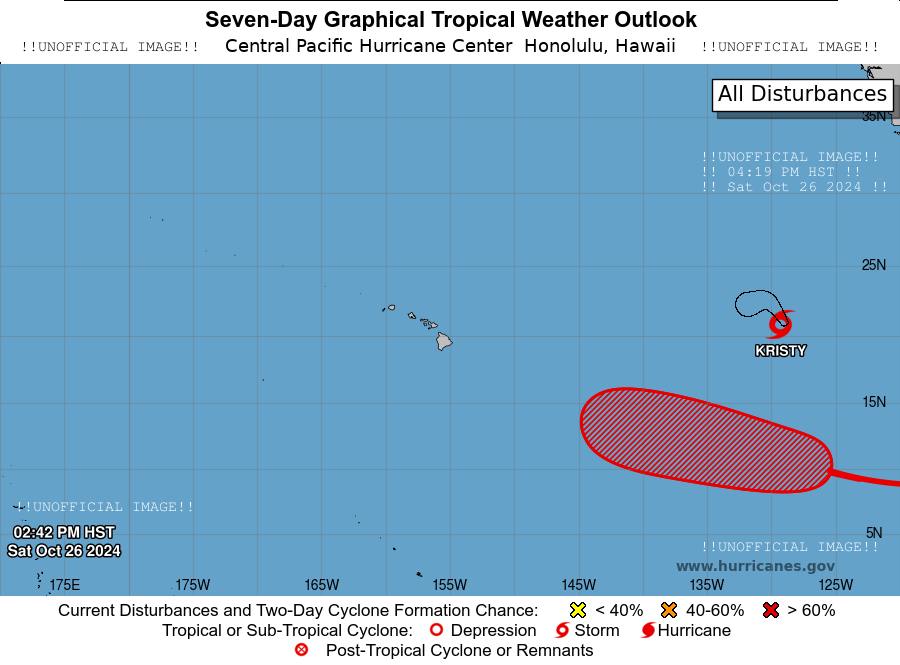 Seven-Day Graphical Tropical Weather Outlook
!!UNOFFICIAL IMAGE!! Central Pacific Hurricane Center Honolulu, Hawaii !!UNOFFICIAL IMAGE!!
All Disturbances
35N
!!UNOFFICIAL IMAGE!!
!! 04:19 PM HST !!
!! Sat Oct 26 2024 !!
25N
KRISTY
15N
!!UNOFFICIAL IMAGE!!
02:42 PM HST
Sat Oct 26 2024
5N
!!UNOFFICIAL IMAGE!!
www.hurricanes.gov
175E 175W 165W 155W 145W 135W 125W
Current Disturbances and Two-Day Cyclone Formation Chance: < 40% 40-60% > 60%
Tropical or Sub-Tropical Cyclone: Depression Storm Hurricane
Post-Tropical Cyclone or Remnants